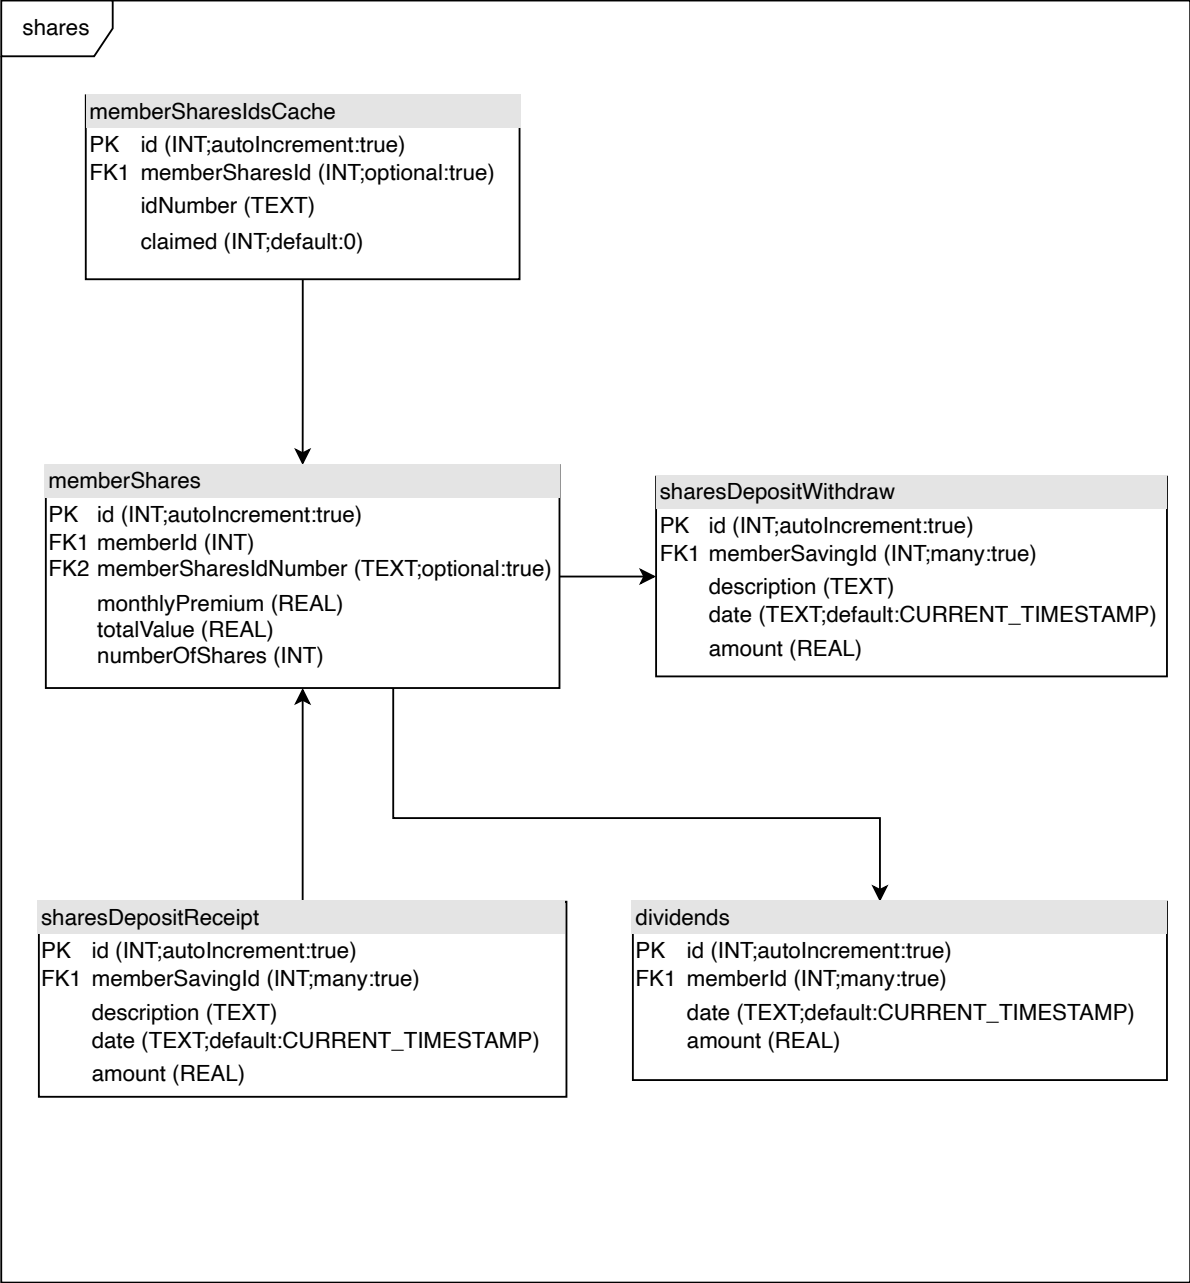 shares
memberSharesIdsCache
PK id (INT;autoIncrement:true)
FK1 memberSharesId (INT;optional:true)
idNumber (TEXT)
claimed (INT;default:0)
memberShares
PK id (INT;autoIncrement:true)
FK1 memberId (INT)
FK2 memberSharesIdNumber (TEXT;optional:true)
monthlyPremium (REAL)
totalValue (REAL)
numberOfShares (INT)
sharesDepositWithdraw
PK id (INT;autoIncrement:true)
FK1 memberSavingId (INT;many:true)
description (TEXT)
date (TEXT;default:CURRENT_TIMESTAMP)
amount (REAL)
sharesDepositReceipt
PK id (INT;autoIncrement:true)
FK1 memberSavingId (INT;many:true)
description (TEXT)
date (TEXT;default:CURRENT_TIMESTAMP)
amount (REAL)
dividends
PK id (INT;autoIncrement:true)
FK1 memberId (INT;many:true)
date (TEXT;default:CURRENT_TIMESTAMP)
amount (REAL)